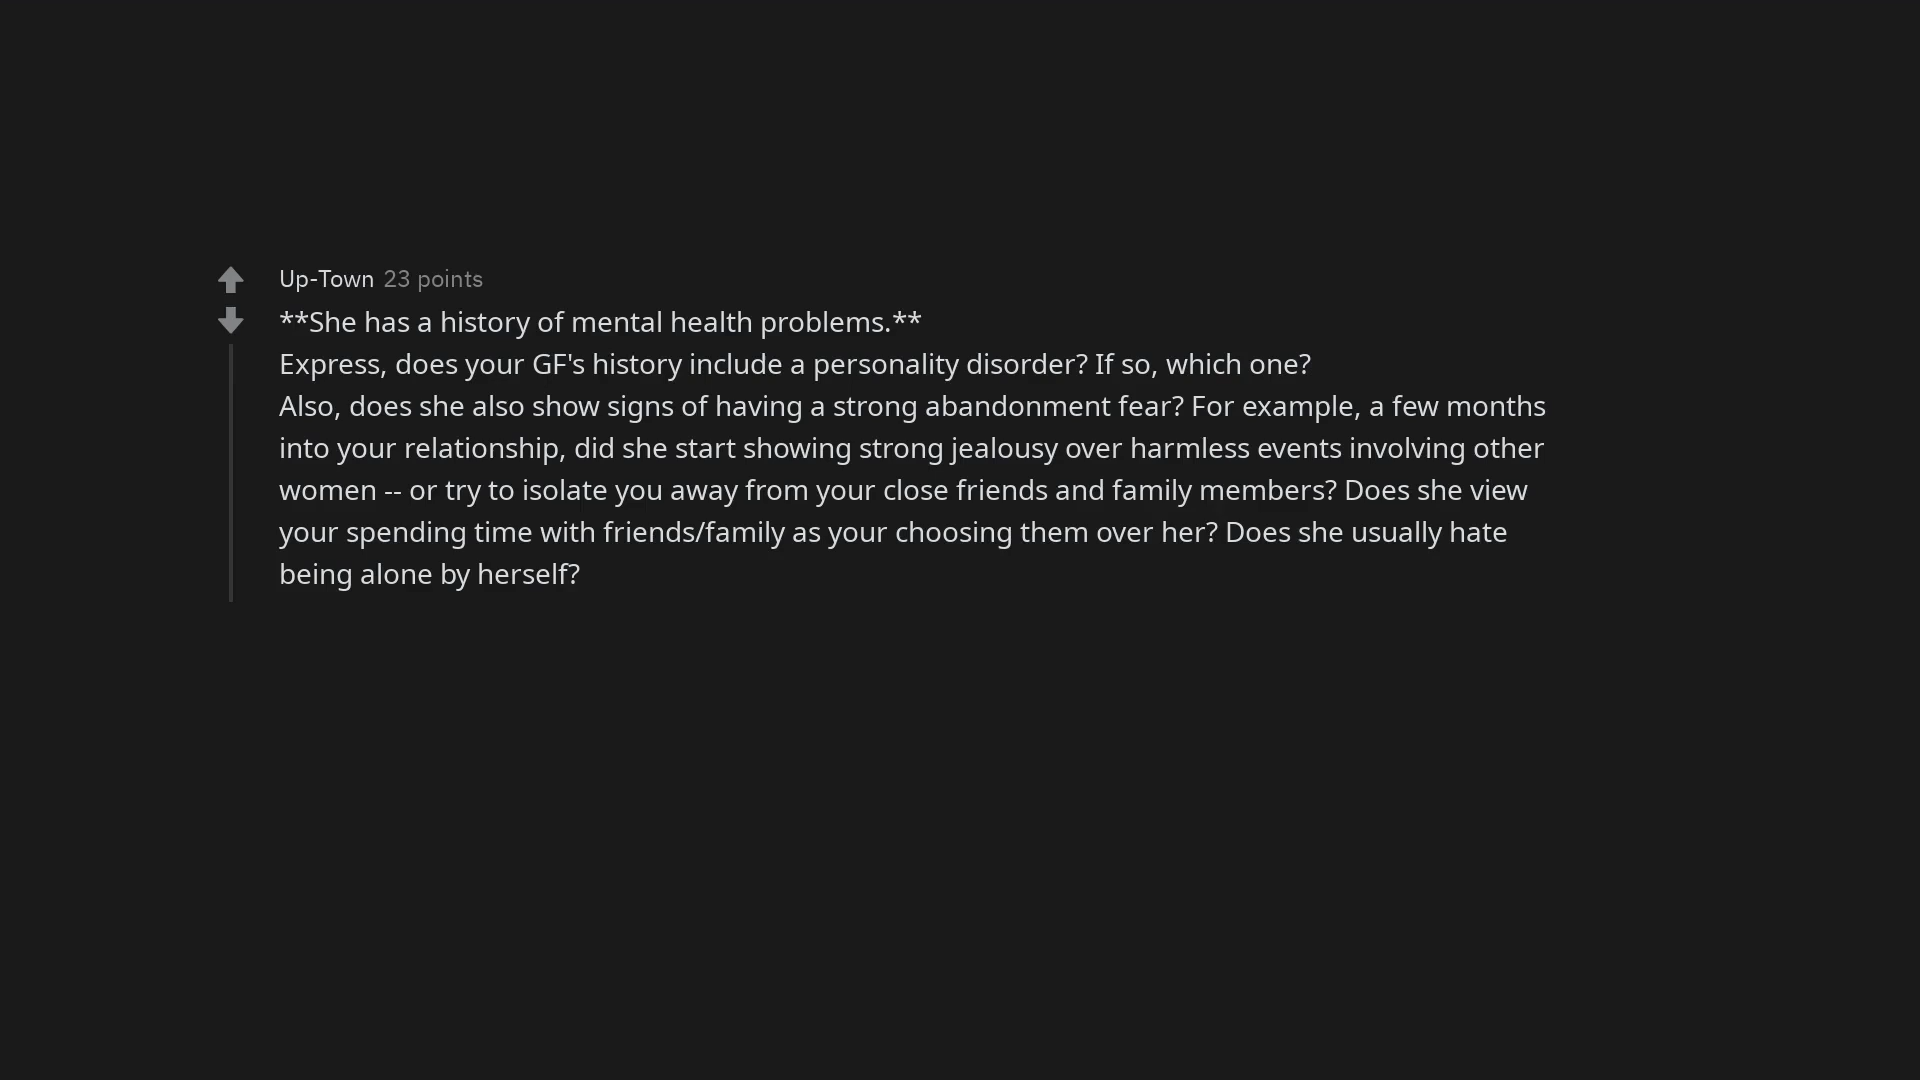 Up-Town 23 points
**She has a history of mental health problems.**
Express, does your GF's history include a personality disorder? If so, which one?
Also, does she also show signs of having a strong abandonment fear? For example, a few months
into your relationship, did she start showing strong jealousy over harmless events involving other
women -- or try to isolate you away from your close friends and family members? Does she view
your spending time with friends/family as your choosing them over her? Does she usually hate
being alone by herself?